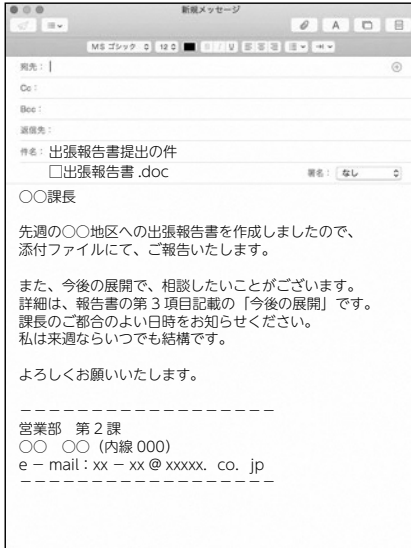 新規メッセージ
MS ゴシック 12 B I U
宛先：
Cc：
Bcc：
返信先：
件名：出張報告書提出の件
□出張報告書 .doc 署名： なし
○○課長
先週の○○地区への出張報告書を作成しましたので、
添付ファイルにて、ご報告いたします。
また、今後の展開で、相談したいことがございます。
詳細は、報告書の第３項目記載の「今後の展開」です。
課長のご都合のよい日時をお知らせください。
私は来週ならいつでも結構です。
よろしくお願いいたします。
－－－－－－－－－－－－－－－－－－
営業部　第２課
○○　○○（内線 000）
e － mail：xx － xx @ xxxxx．co．jp
－－－－－－－－－－－－－－－－－－